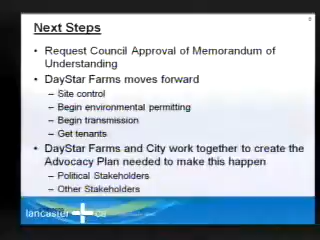 Next Steps
• Request Council Approval of Memorandum of
Understanding
• DayStar Farms moves forward
– Site control
– Begin environmental permitting
– Begin transmission
– Get tenants
• DayStar Farms and City work together to create the
Advocacy Plan needed to make this happen
– Political Stakeholders
– Other Stakeholders
lancaster ca